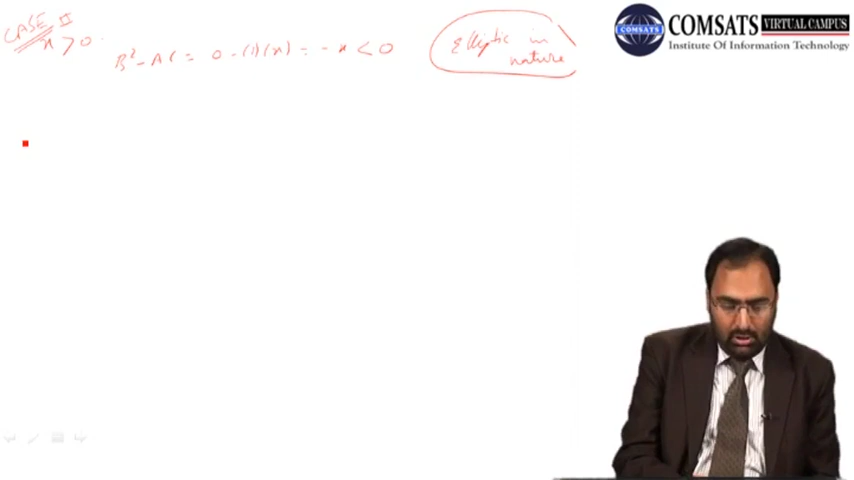 CASE II
x > 0.
B² - AC = 0 - (1)(x) = - x < 0
Elliptic in
nature
COMSATS VIRTUAL CAMPUS
Institute Of Information Technology
COMSATS